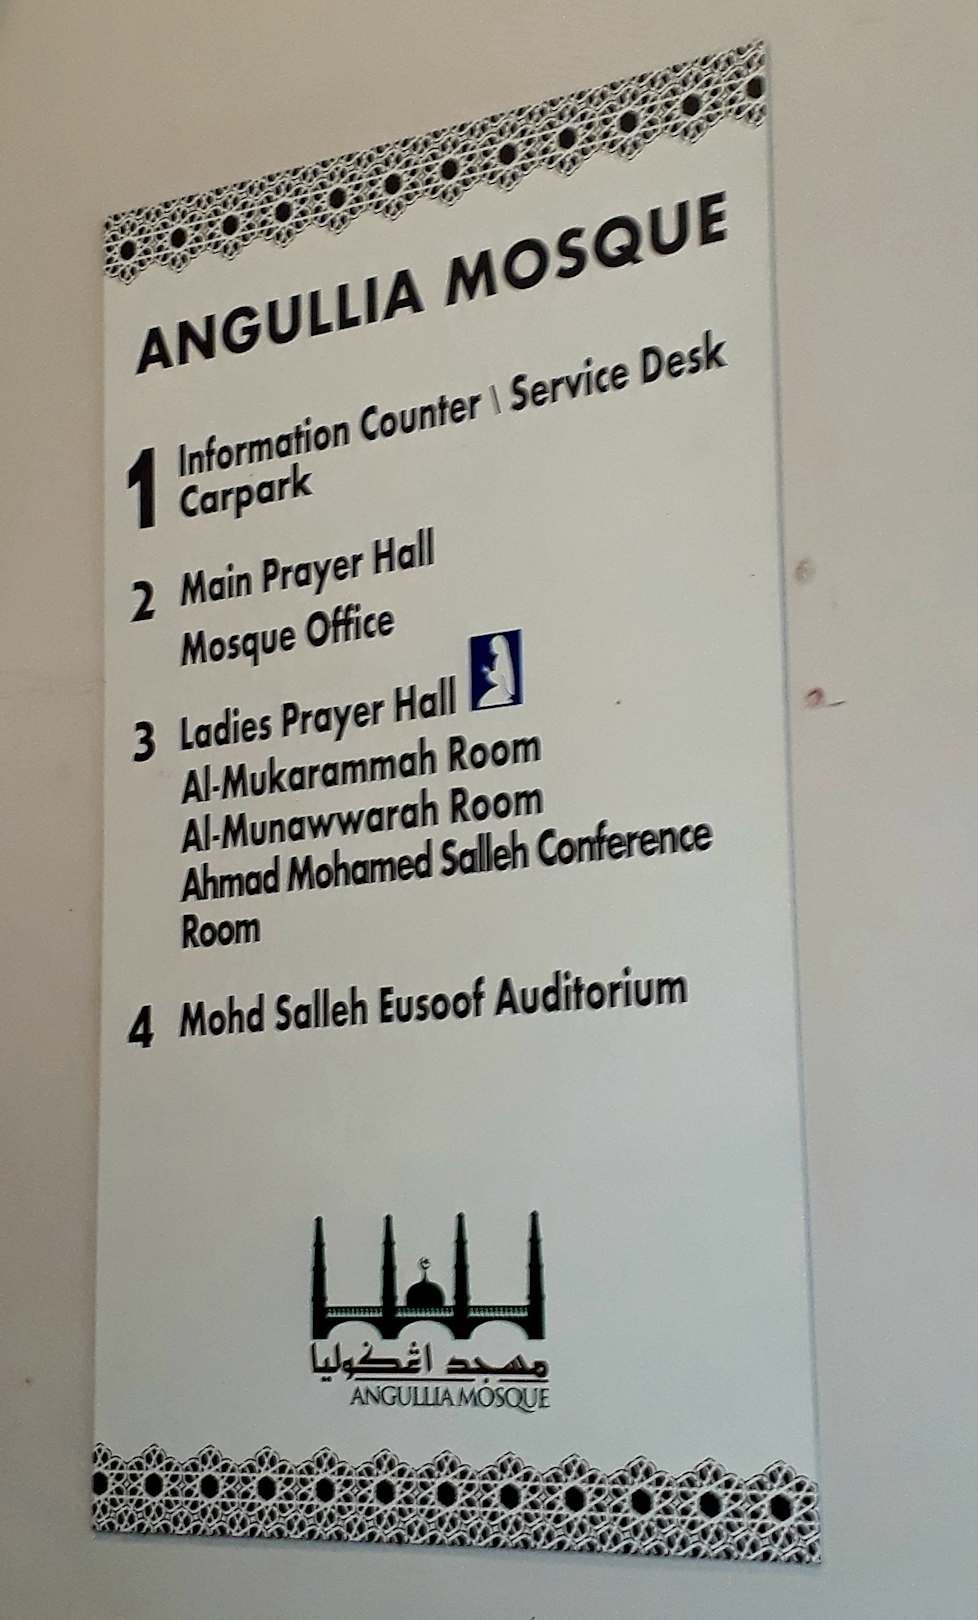 ANGULLIA MOSQUE
1 Information Counter \ Service Desk
Carpark
2 Main Prayer Hall
Mosque Office
3 Ladies Prayer Hall
Al-Mukarammah Room
Al-Munawwarah Room
Ahmad Mohamed Salleh Conference
Room
4 Mohd Salleh Eusoof Auditorium
مسجد اڠݢوليا
ANGULLIA MOSQUE